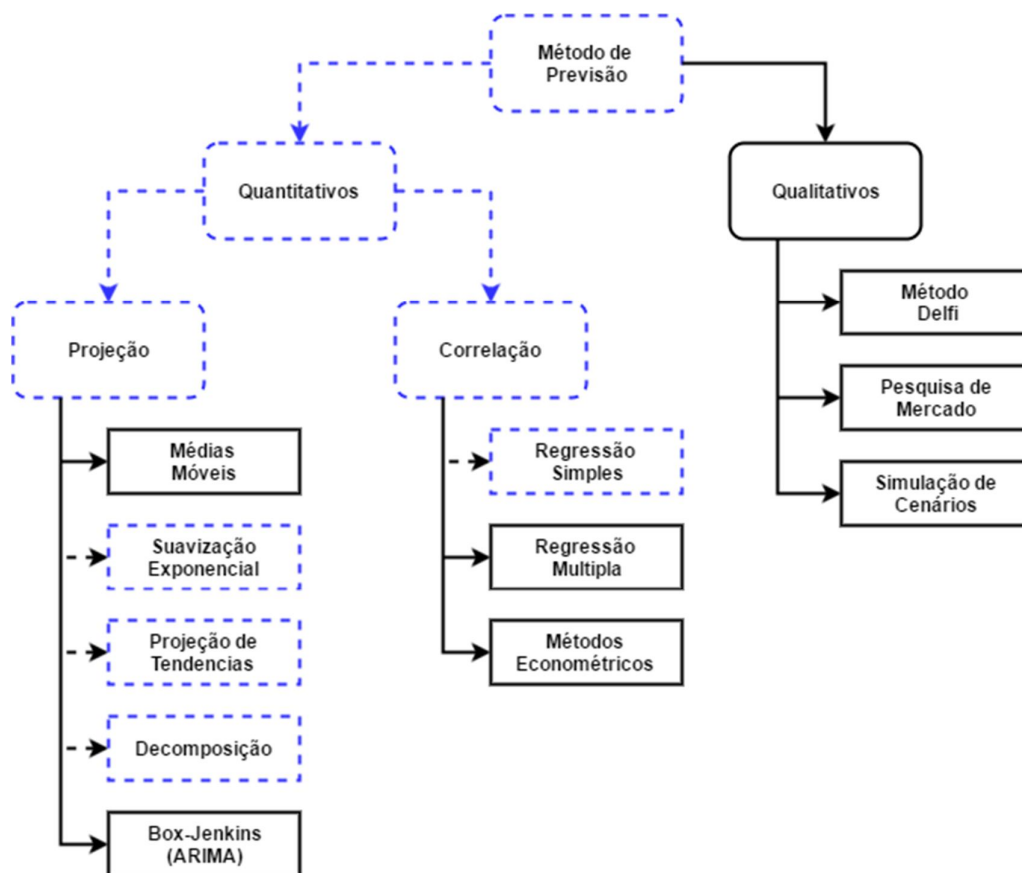 Método de
Previsão
Quantitativos
Qualitativos
Projeção
Correlação
Método
Delfi
Pesquisa de
Mercado
Simulação de
Cenários
Médias
Móveis
Suavização
Exponencial
Projeção de
Tendencias
Decomposição
Box-Jenkins
(ARIMA)
Regressão
Simples
Regressão
Multipla
Métodos
Econométricos